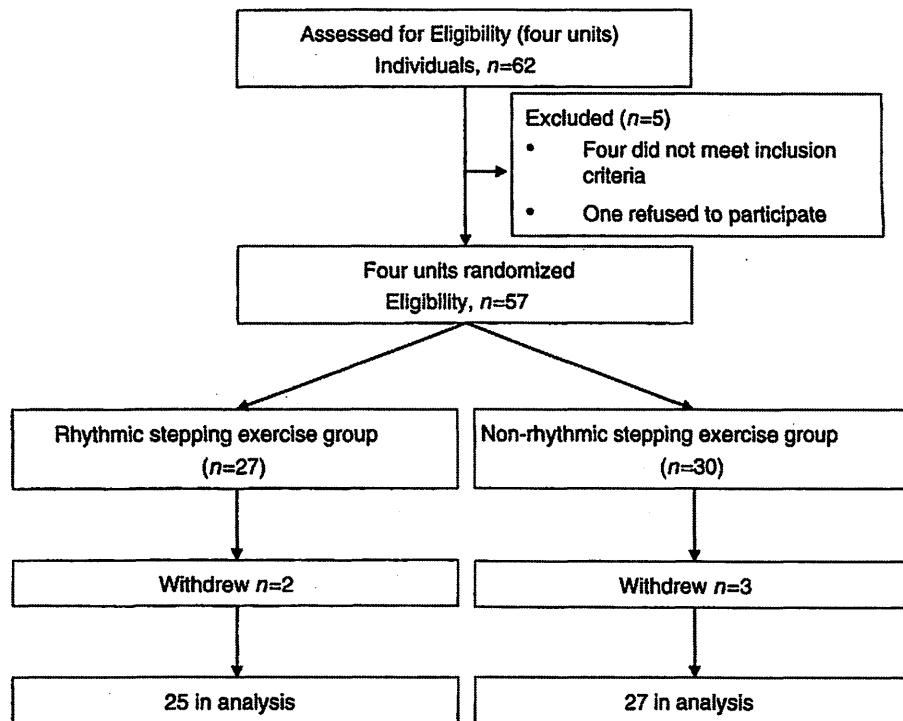 Assessed for Eligibility (four units)
Individuals, n=62
Excluded (n=5)
• Four did not meet inclusion
criteria
• One refused to participate
Four units randomized
Eligibility, n=57
Rhythmic stepping exercise group
(n=27)
Non-rhythmic stepping exercise group
(n=30)
Withdrew n=2
Withdrew n=3
25 in analysis
27 in analysis